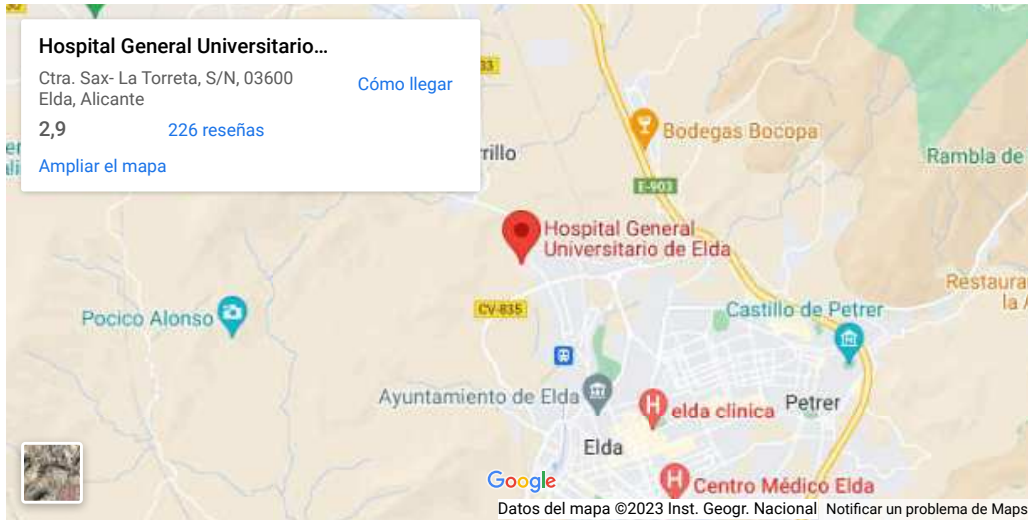 Hospital General Universitario...
Ctra. Sax- La Torreta, S/N, 03600
Elda, Alicante
Cómo llegar
2,9
226 reseñas
Ampliar el mapa
33
rrillo
Bodegas Bocopa
Rambla de
E-903
Hospital General
Universitario de Elda
Restaura
la
CV-835
Castillo de Petrer
Pocico Alonso
Ayuntamiento de Elda
elda clinica
Petrer
Elda
Centro Médico Elda
Google
Datos del mapa ©2023 Inst. Geogr. Nacional
Notificar un problema de Maps